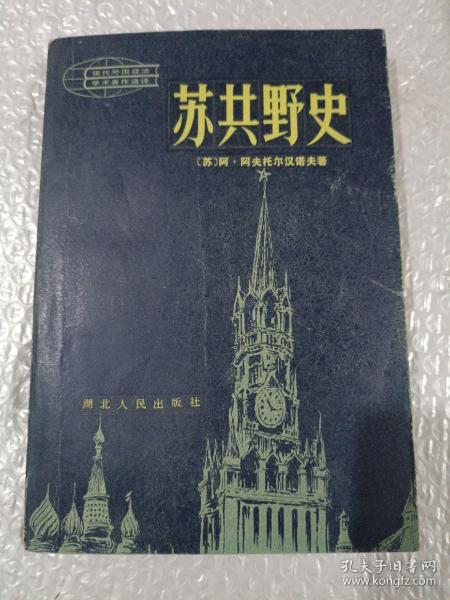 现代外国政治
学术著作选译
苏共野史
〔苏〕阿·阿夫托尔汉诺夫著
湖北人民出版社
孔夫子旧书网
www.kongfz.com